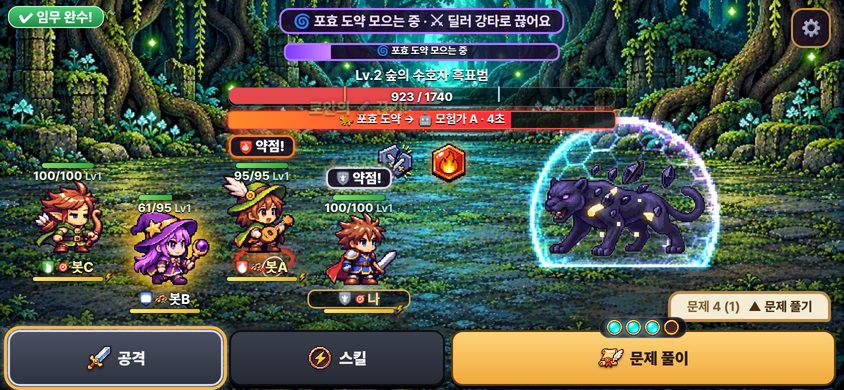 ✓ 임무 완수!
🌀 포효 도약 모으는 중 · ⚔ 딜러 강타로 끊어요
🌀 포효 도약 모으는 중
Lv.2 숲의 수호자 흑표범
923 / 1740
포효 도약 → 🤖 모험가 A · 4초
약점!
약점!
100/100 Lv1
61/95 Lv1
95/95 Lv1
100/100 Lv1
봇C
봇B
봇A
나
문제 4 (1) ▲ 문제 풀기
공격
스킬
문제 풀이